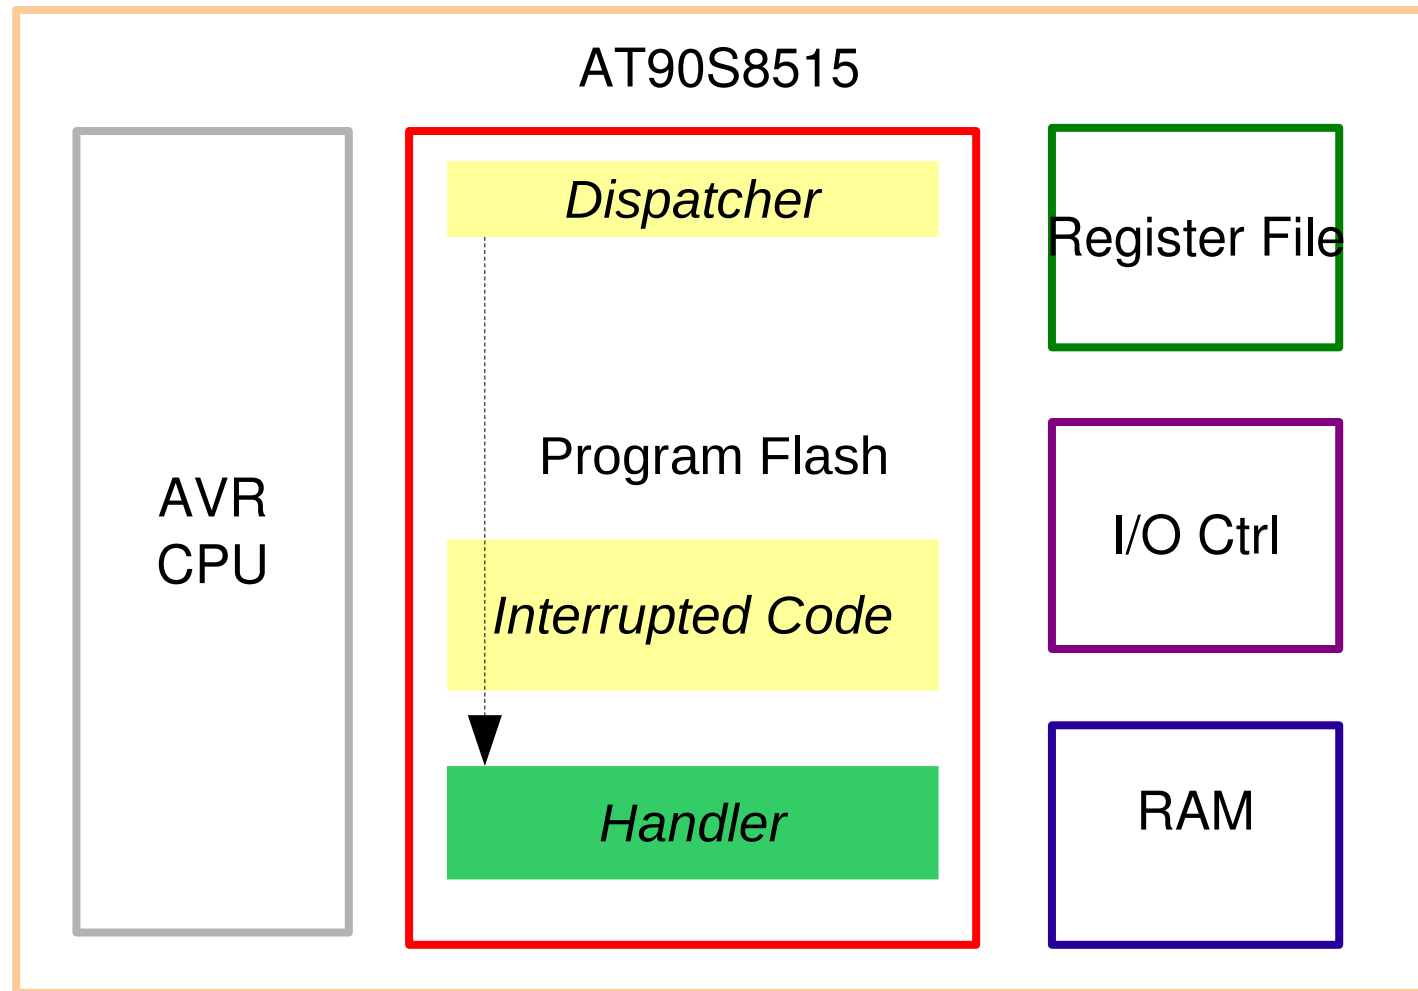 AT90S8515
AVR
CPU
Dispatcher
Program Flash
Interrupted Code
Handler
Register File
I/O Ctrl
RAM